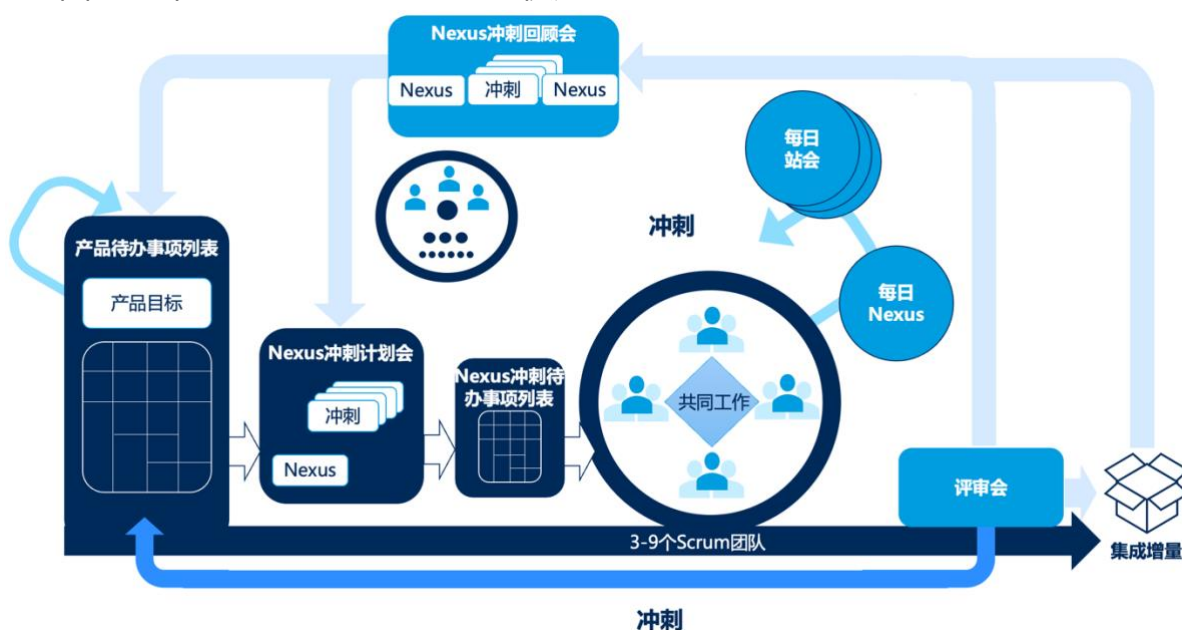 Nexus冲刺回顾会
Nexus
冲刺
Nexus
每日
站会
冲刺
产品待办事项列表
产品目标
每日
Nexus
Nexus冲刺计划会
冲刺
Nexus
Nexus冲刺待
办事项列表
共同工作
评审会
3-9个Scrum团队
集成增量
冲刺